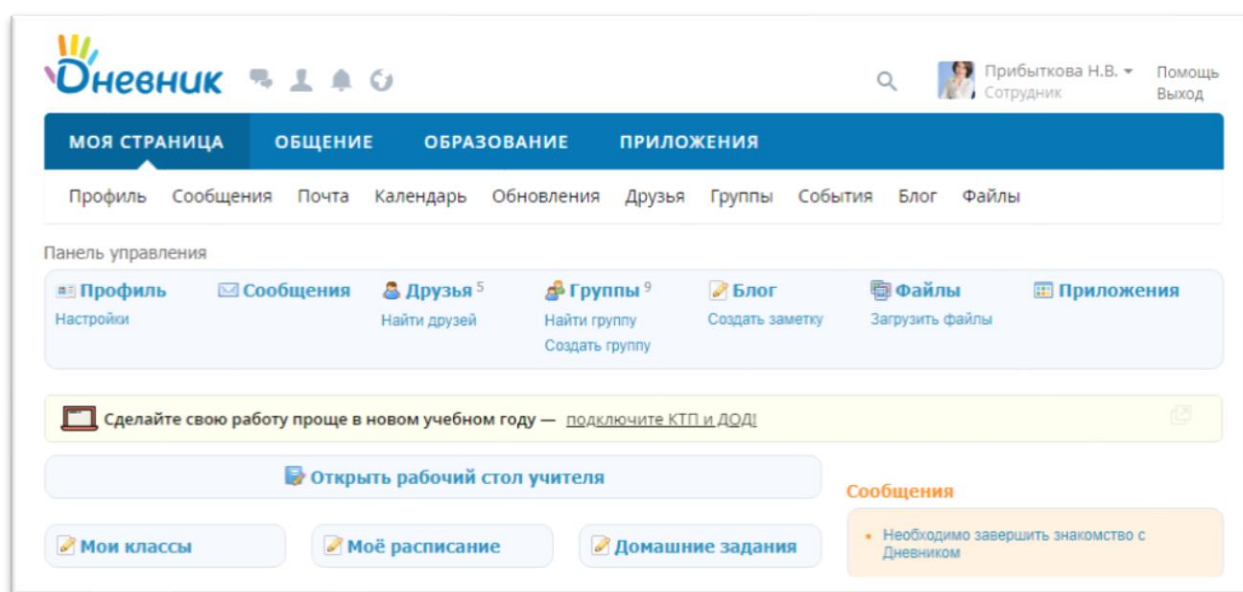 Дневник
Прибыткова Н.В.
Сотрудник
Помощь
Выход
МОЯ СТРАНИЦА ОБЩЕНИЕ ОБРАЗОВАНИЕ ПРИЛОЖЕНИЯ
Профиль Сообщения Почта Календарь Обновления Друзья Группы События Блог Файлы
Панель управления
Профиль Сообщения Друзья 5 Группы 9 Блог Файлы Приложения
Настройки Найти друзей Найти группу Создать заметку Загрузить файлы
Создать группу
Сделайте свою работу проще в новом учебном году — подключите КТП и ДОД!
Открыть рабочий стол учителя
Мои классы Моё расписание Домашние задания
Сообщения
Необходимо завершить знакомство с
Дневником